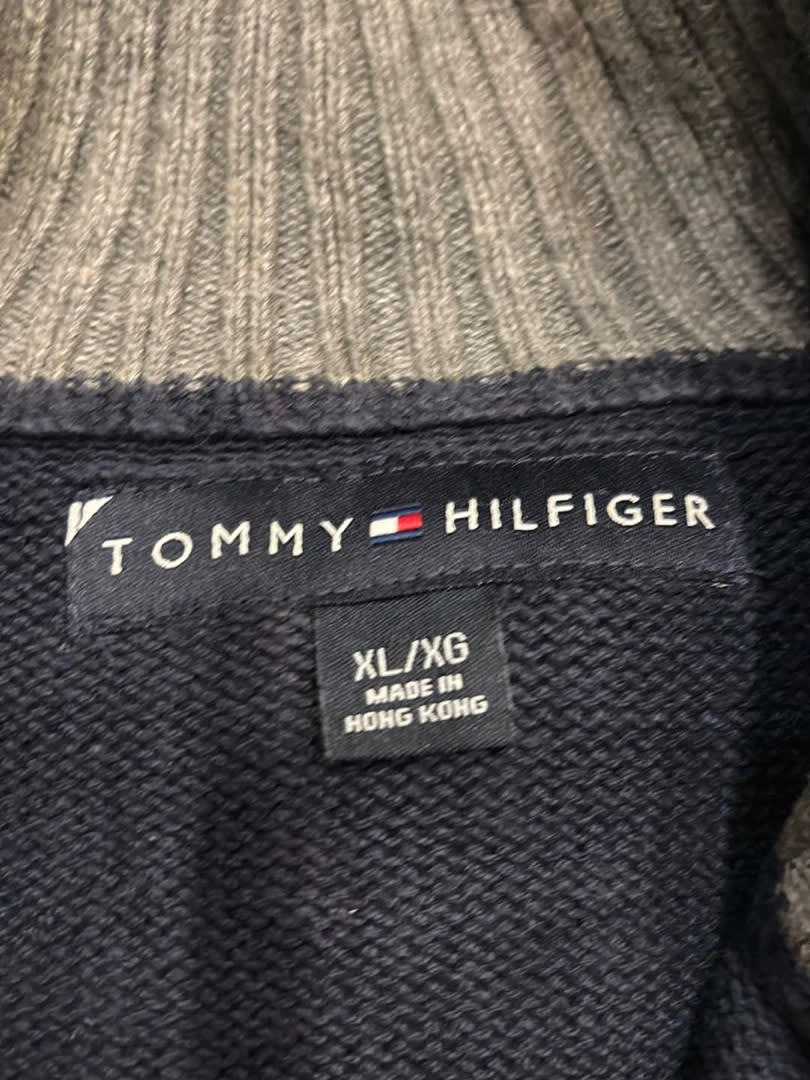 TOMMY HILFIGER
XL/XG
MADE IN
HONG KONG